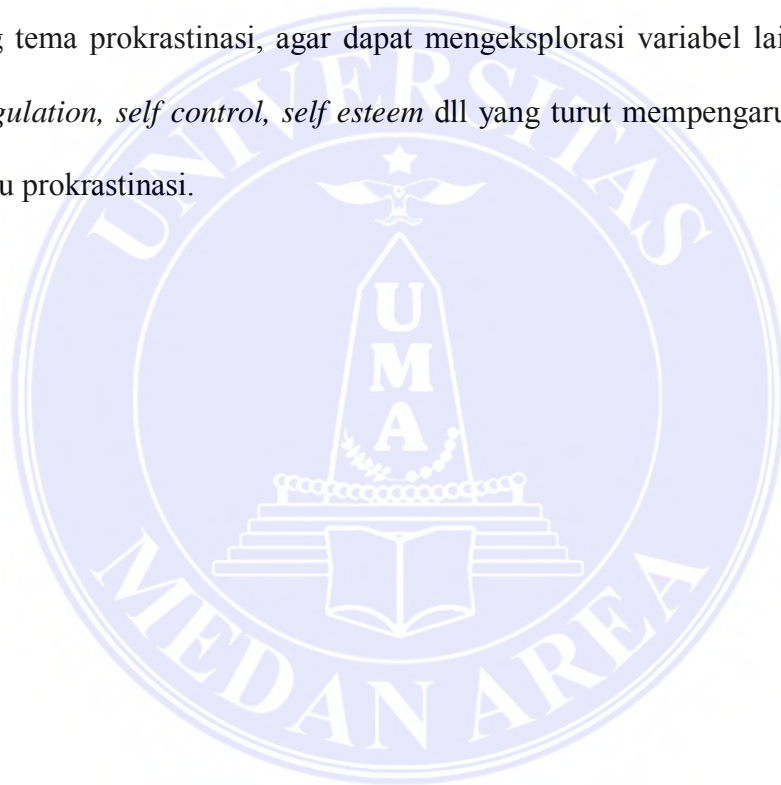 g tema prokrastinasi, agar dapat mengeksplorasi variabel lai
gulation, self control, self esteem dll yang turut mempengaru
u prokrastinasi.
UNIVERSITAS
UMA
MEDAN AREA